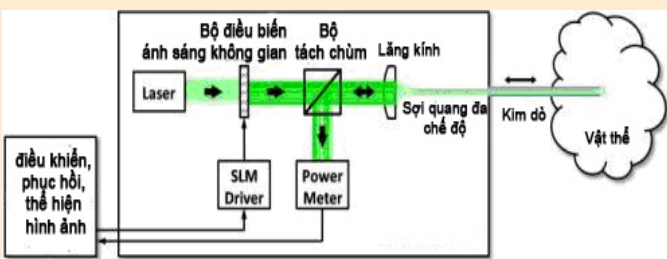 Bộ điều biến
ánh sáng không gian
Bộ
tách chùm
Lăng kính
Laser
Sợi quang đa
chế độ
Kim dò
Vật thể
điều khiển,
phục hồi,
thể hiện
hình ảnh
SLM
Driver
Power
Meter